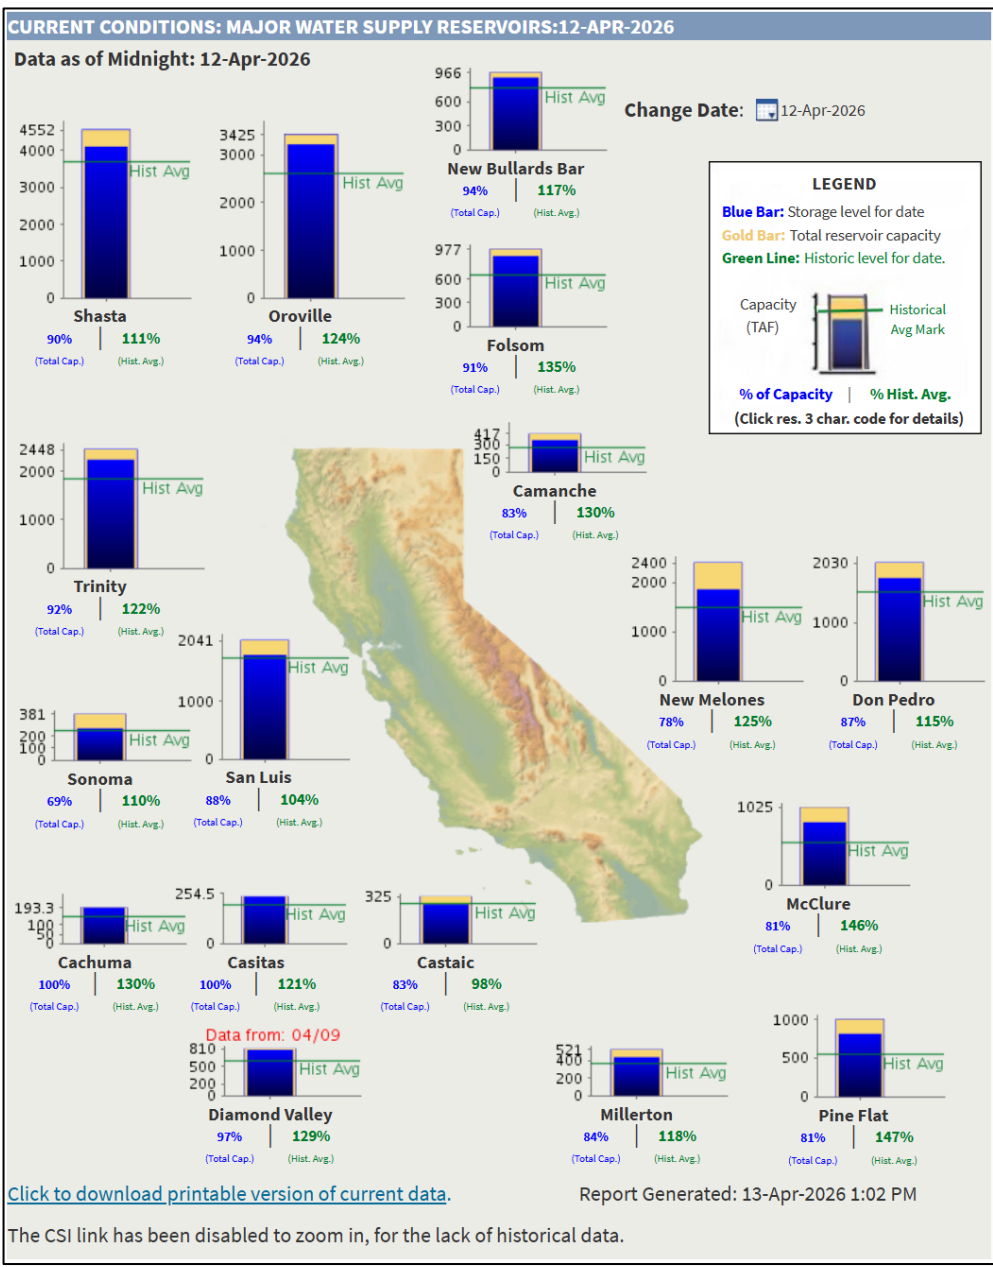 CURRENT CONDITIONS: MAJOR WATER SUPPLY RESERVOIRS:12-APR-2026
Data as of Midnight: 12-Apr-2026
Change Date: 12-Apr-2026
966
600
300
0
Hist Avg
New Bullards Bar
94% | 117%
(Total Cap.) (Hist. Avg.)
4552
4000
3000
2000
1000
0
Hist Avg
Shasta
90% | 111%
(Total Cap.) (Hist. Avg.)
3425
3000
2000
1000
0
Hist Avg
Oroville
94% | 124%
(Total Cap.) (Hist. Avg.)
977
600
300
0
Hist Avg
Folsom
91% | 135%
(Total Cap.) (Hist. Avg.)
LEGEND
Blue Bar: Storage level for date
Gold Bar: Total reservoir capacity
Green Line: Historic level for date.
Capacity
(TAF)
Historical
Avg Mark
% of Capacity | % Hist. Avg.
(Click res. 3 char. code for details)
417
300
150
0
Hist Avg
Camanche
83% | 130%
(Total Cap.) (Hist. Avg.)
2448
2000
1000
0
Hist Avg
Trinity
92% | 122%
(Total Cap.) (Hist. Avg.)
2400
2000
1000
0
Hist Avg
New Melones
78% | 125%
(Total Cap.) (Hist. Avg.)
2030
1000
0
Hist Avg
Don Pedro
87% | 115%
(Total Cap.) (Hist. Avg.)
2041
1000
0
Hist Avg
San Luis
88% | 104%
(Total Cap.) (Hist. Avg.)
381
200
100
0
Hist Avg
Sonoma
69% | 110%
(Total Cap.) (Hist. Avg.)
1025
0
Hist Avg
McClure
81% | 146%
(Total Cap.) (Hist. Avg.)
193.3
100
50
0
Hist Avg
Cachuma
100% | 130%
(Total Cap.) (Hist. Avg.)
254.5
0
Hist Avg
Casitas
100% | 121%
(Total Cap.) (Hist. Avg.)
325
0
Hist Avg
Castaic
83% | 98%
(Total Cap.) (Hist. Avg.)
Data from: 04/09
810
500
200
0
Hist Avg
Diamond Valley
97% | 129%
(Total Cap.) (Hist. Avg.)
521
400
200
0
Hist Avg
Millerton
84% | 118%
(Total Cap.) (Hist. Avg.)
1000
500
0
Hist Avg
Pine Flat
81% | 147%
(Total Cap.) (Hist. Avg.)
Click to download printable version of current data.
Report Generated: 13-Apr-2026 1:02 PM
The CSI link has been disabled to zoom in, for the lack of historical data.